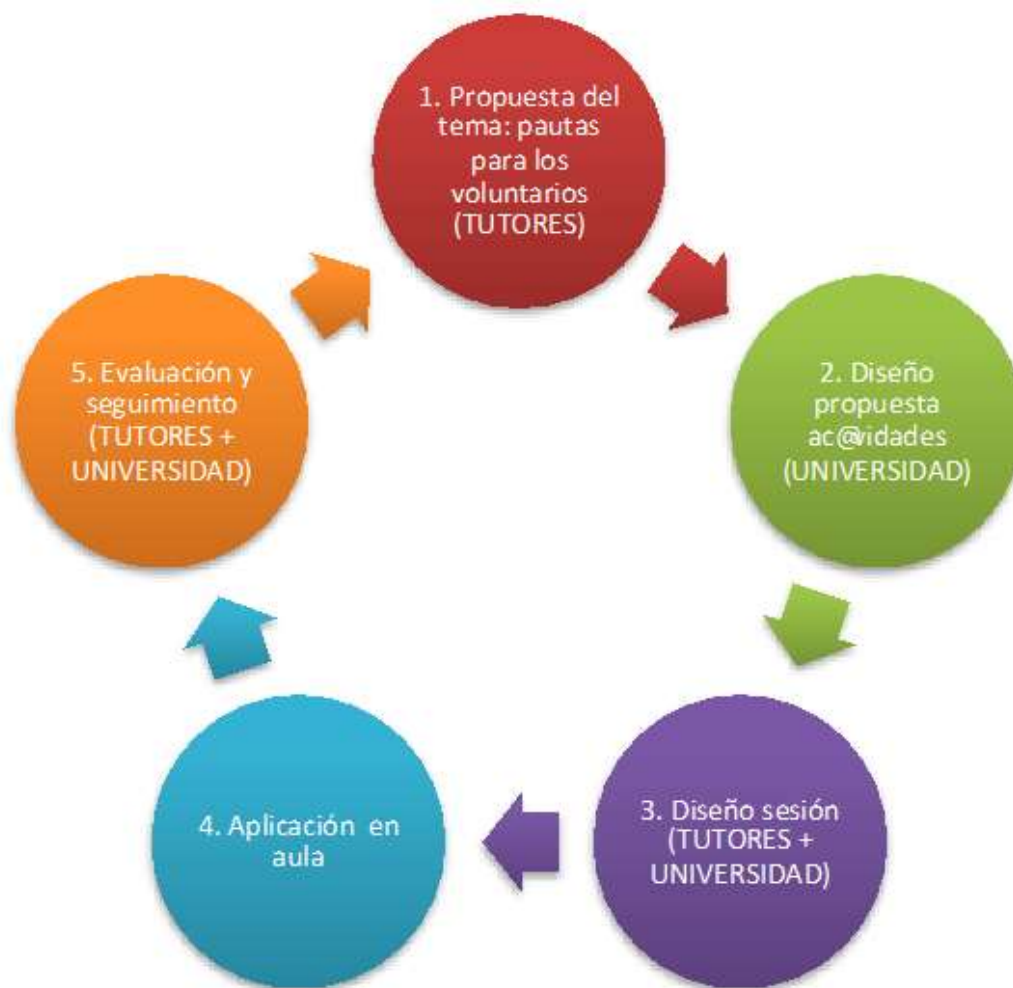 1. Propuesta del
tema: pautas
para los
voluntarios
(TUTORES)
2. Diseño
propuesta
ac@vidades
(UNIVERSIDAD)
3. Diseño sesión
(TUTORES +
UNIVERSIDAD)
4. Aplicación en
aula
5. Evaluación y
seguimiento
(TUTORES +
UNIVERSIDAD)